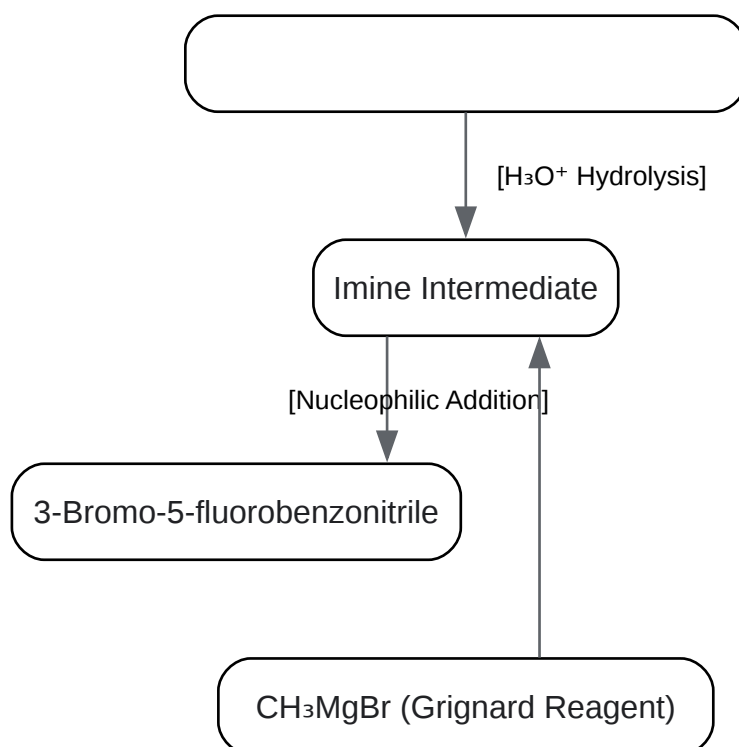 [H₃O⁺ Hydrolysis]
Imine Intermediate
[Nucleophilic Addition]
3-Bromo-5-fluorobenzonitrile
CH₃MgBr (Grignard Reagent)